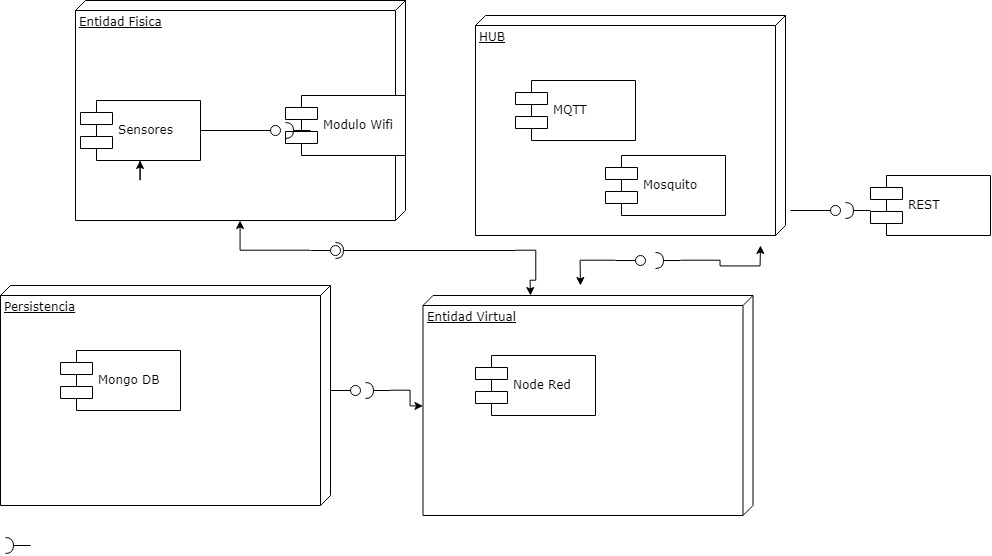 Entidad Fisica
HUB
Sensores
Modulo Wifi
MQTT
Mosquito
REST
Persistencia
Entidad Virtual
Mongo DB
Node Red